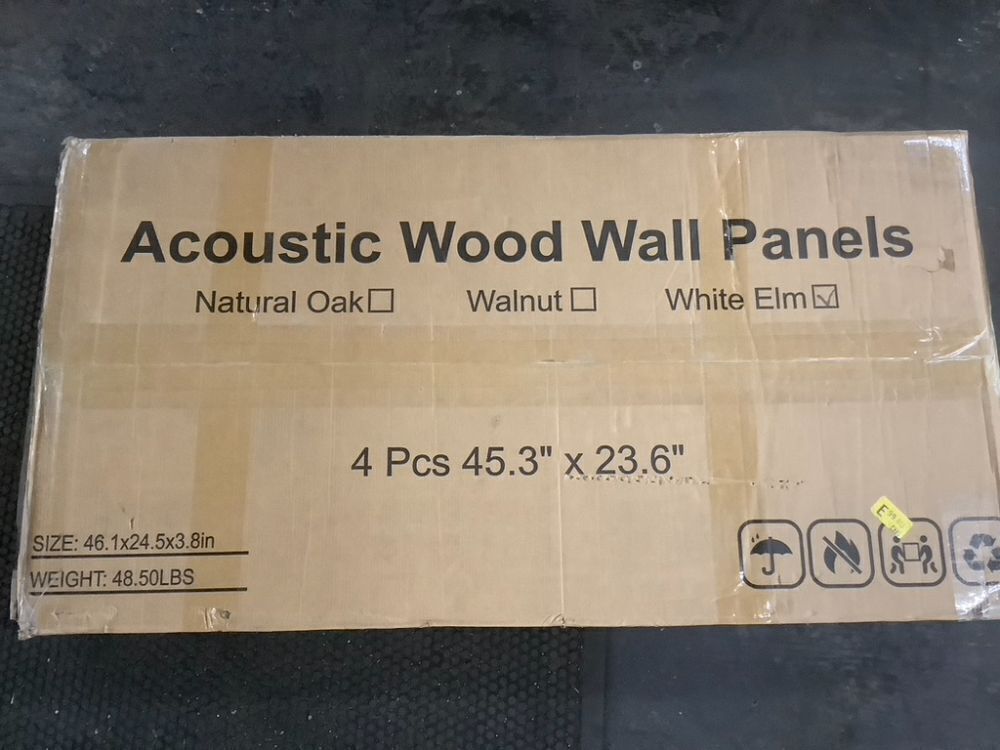 Acoustic Wood Wall Panels
Natural Oak☐ Walnut☐ White Elm☑
4 Pcs 45.3" x 23.6"
SIZE: 46.1x24.5x3.8in
WEIGHT: 48.50LBS
E